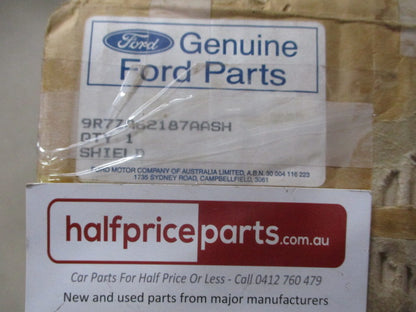 Ford Genuine
Ford Parts
9R77A62187AASH
QTY 1
SHIELD
FORD MOTOR COMPANY OF AUSTRALIA LIMITED, A.B.N. 30 004 116 223
1735 SYDNEY ROAD, CAMPBELLFIELD, 3061
halfpriceparts.com.au
Car Parts For Half Price Or Less - Call 0412 760 479
New and used parts from major manufacturers